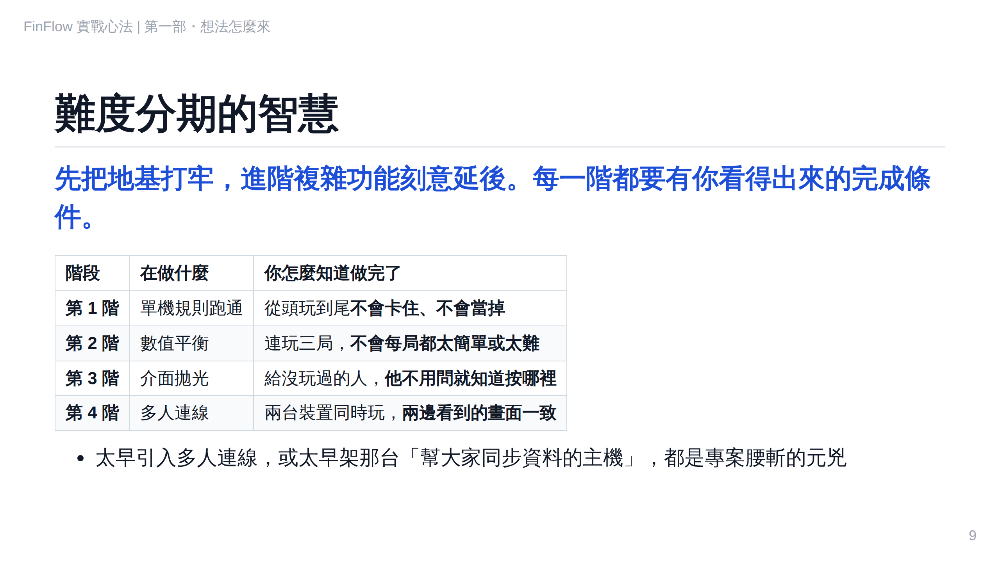 FinFlow 實戰心法 | 第一部・想法怎麼來
難度分期的智慧
先把地基打牢，進階複雜功能刻意延後。每一階都要有你看得出來的完成條
件。
階段 在做什麼 你怎麼知道做完了
第 1 階 單機規則跑通 從頭玩到尾不會卡住、不會當掉
第 2 階 數值平衡 連玩三局，不會每局都太簡單或太難
第 3 階 介面拋光 給沒玩過的人，他不用問就知道按哪裡
第 4 階 多人連線 兩台裝置同時玩，兩邊看到的畫面一致
• 太早引入多人連線，或太早架那台「幫大家同步資料的主機」，都是專案腰斬的元兇
9